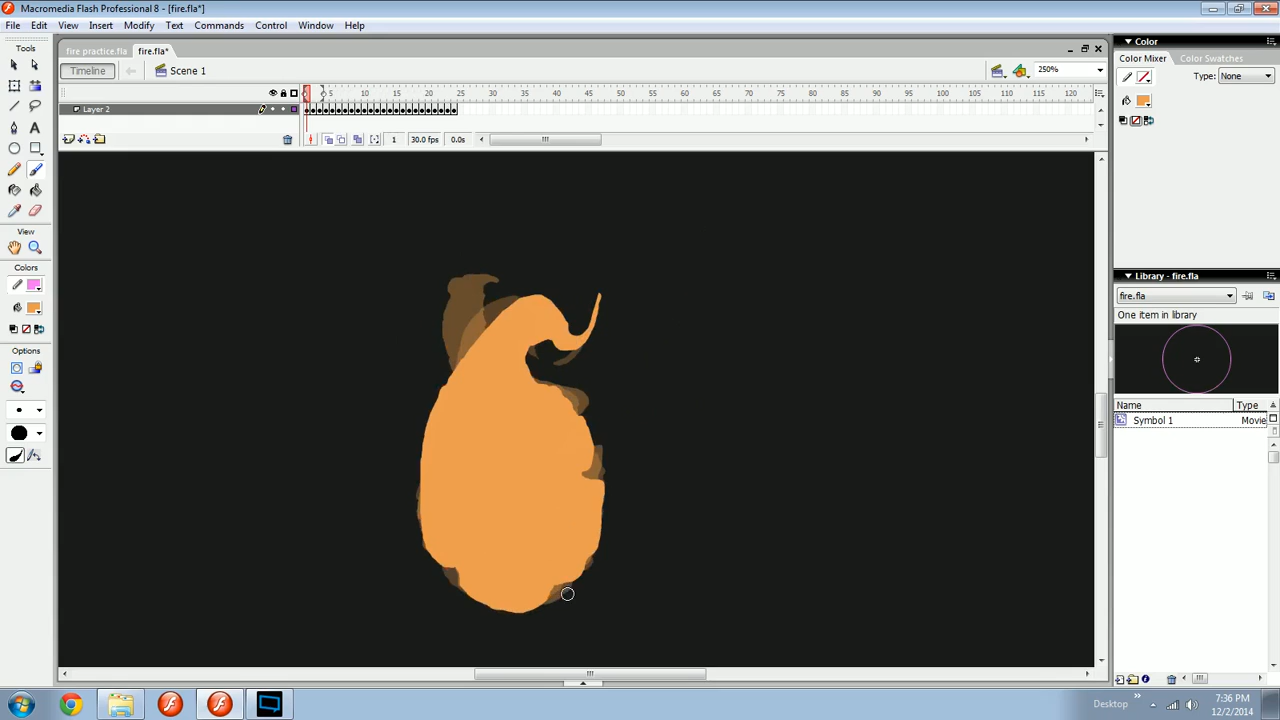 Macromedia Flash Professional 8 - [fire.fla*]
File Edit View Insert Modify Text Commands Control Window Help
Tools
View
Colors
Options
fire practice.fla fire.fla*
Timeline Scene 1 250%
5 10 15 20 25 30 35 40 45 50 55 60 65 70 75 80 85 90 95 100 105 110 115 120
Layer 2
1 30.0 fps 0.0s
Color
Color Mixer Color Swatches
Type: None
Library - fire.fla
fire.fla
One item in library
Name Type
Symbol 1 Movie
Desktop
7:36 PM
12/2/2014